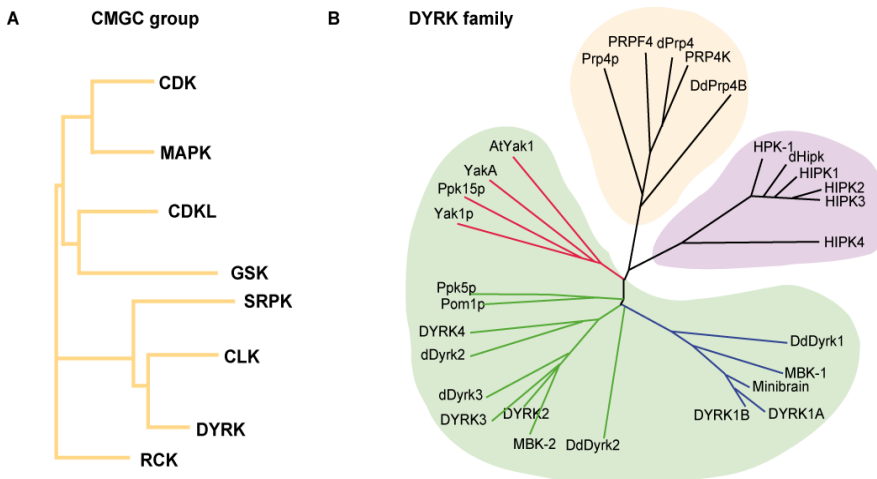 A
CMGC group
CDK
MAPK
CDKL
GSK
SRPK
CLK
DYRK
RCK
B
DYRK family
Prp4p
PRPF4
dPrp4
PRP4K
DdPrp4B
AtYak1
YakA
Ppk15p
Yak1p
HPK-1
dHipk
HIPK1
HIPK2
HIPK3
HIPK4
Ppk5p
Pom1p
DYRK4
dDyrk2
dDyrk3
DYRK3
DYRK2
MBK-2
DdDyrk2
DdDyrk1
MBK-1
Minibrain
DYRK1B
DYRK1A